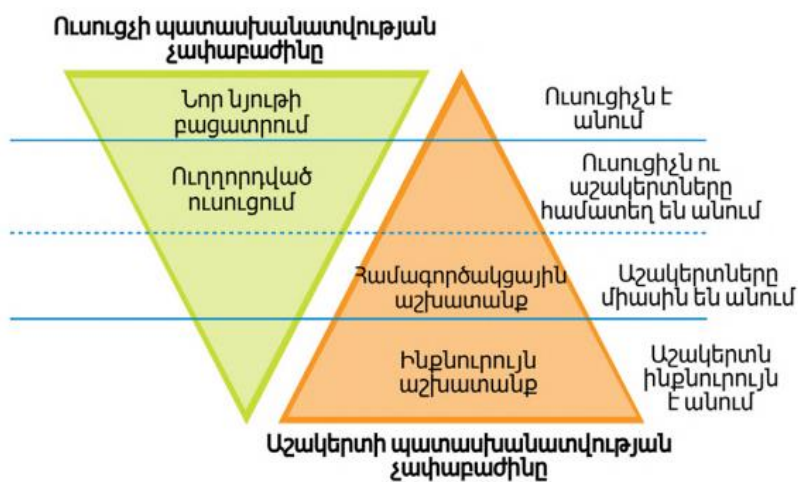 Ուսուցչի պատասխանատվության
չափաբաժինը
Նոր նյութի
բացատրում
Ուսուցիչն է
անում
Ուղղորդված
ուսուցում
Ուսուցիչն ու
աշակերտները
համատեղ են անում
Համագործակցային
աշխատանք
Աշակերտները
միասին են անում
Ինքնուրույն
աշխատանք
Աշակերտն
ինքնուրույն
է անում
Աշակերտի պատասխանատվության
չափաբաժինը